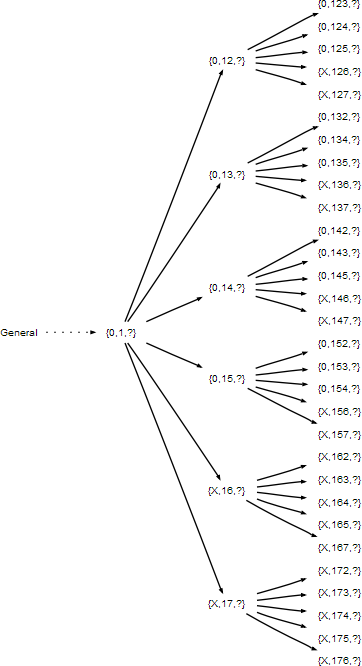 {0,123,?}
{0,124,?}
{0,12,?}
{0,125,?}
{X,126,?}
{X,127,?}
{0,132,?}
{0,134,?}
{0,135,?}
{0,13,?}
{X,136,?}
{X,137,?}
{0,142,?}
{0,143,?}
{0,145,?}
{0,14,?}
{X,146,?}
{X,147,?}
General
{0,1,?}
{0,152,?}
{0,153,?}
{0,15,?}
{0,154,?}
{X,156,?}
{X,157,?}
{X,162,?}
{X,163,?}
{X,16,?}
{X,164,?}
{X,165,?}
{X,167,?}
{X,172,?}
{X,173,?}
{X,17,?}
{X,174,?}
{X,175,?}
{X,176,?}